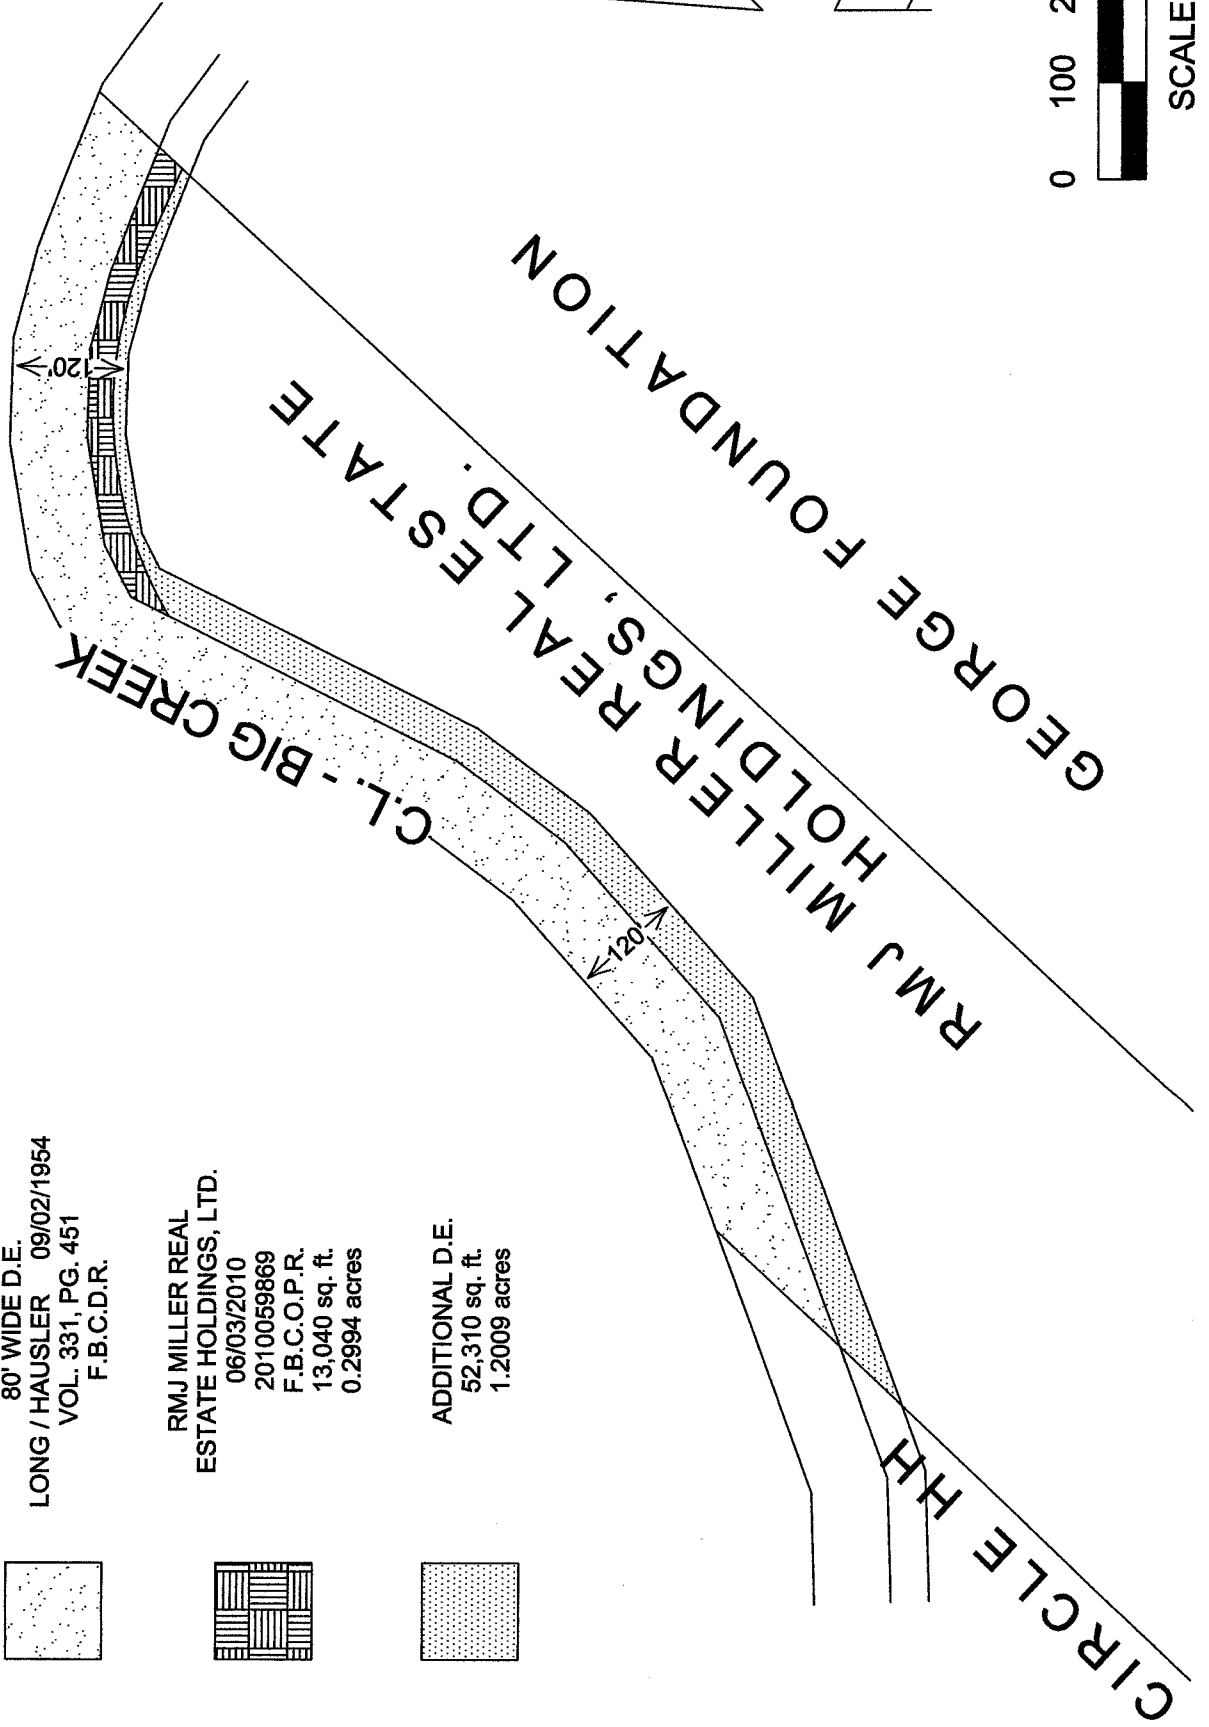 80' WIDE D.E.
LONG / HAUSLER 09/02/1954
VOL. 331, PG. 451
F.B.C.D.R.
RMJ MILLER REAL
ESTATE HOLDINGS, LTD.
06/03/2010
2010059869
F.B.C.O.P.R.
13,040 sq. ft.
0.2994 acres
ADDITIONAL D.E.
52,310 sq. ft.
1.2009 acres
C.L. - BIG CREEK
120'
120'
RMJ MILLER REAL ESTATE
HOLDINGS, LTD.
GEORGE FOUNDATION
CIRCLE HH
0 100 2
SCALE